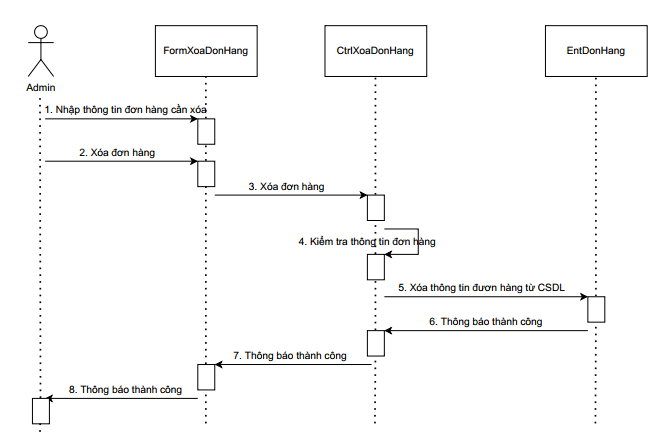 FormXoaDonHang
CtrlXoaDonHang
EntDonHang
Admin
1. Nhập thông tin đơn hàng cần xóa
2. Xóa đơn hàng
3. Xóa đơn hàng
4. Kiểm tra thông tin đơn hàng
5. Xóa thông tin đươn hàng từ CSDL
6. Thông báo thành công
7. Thông báo thành công
8. Thông báo thành công